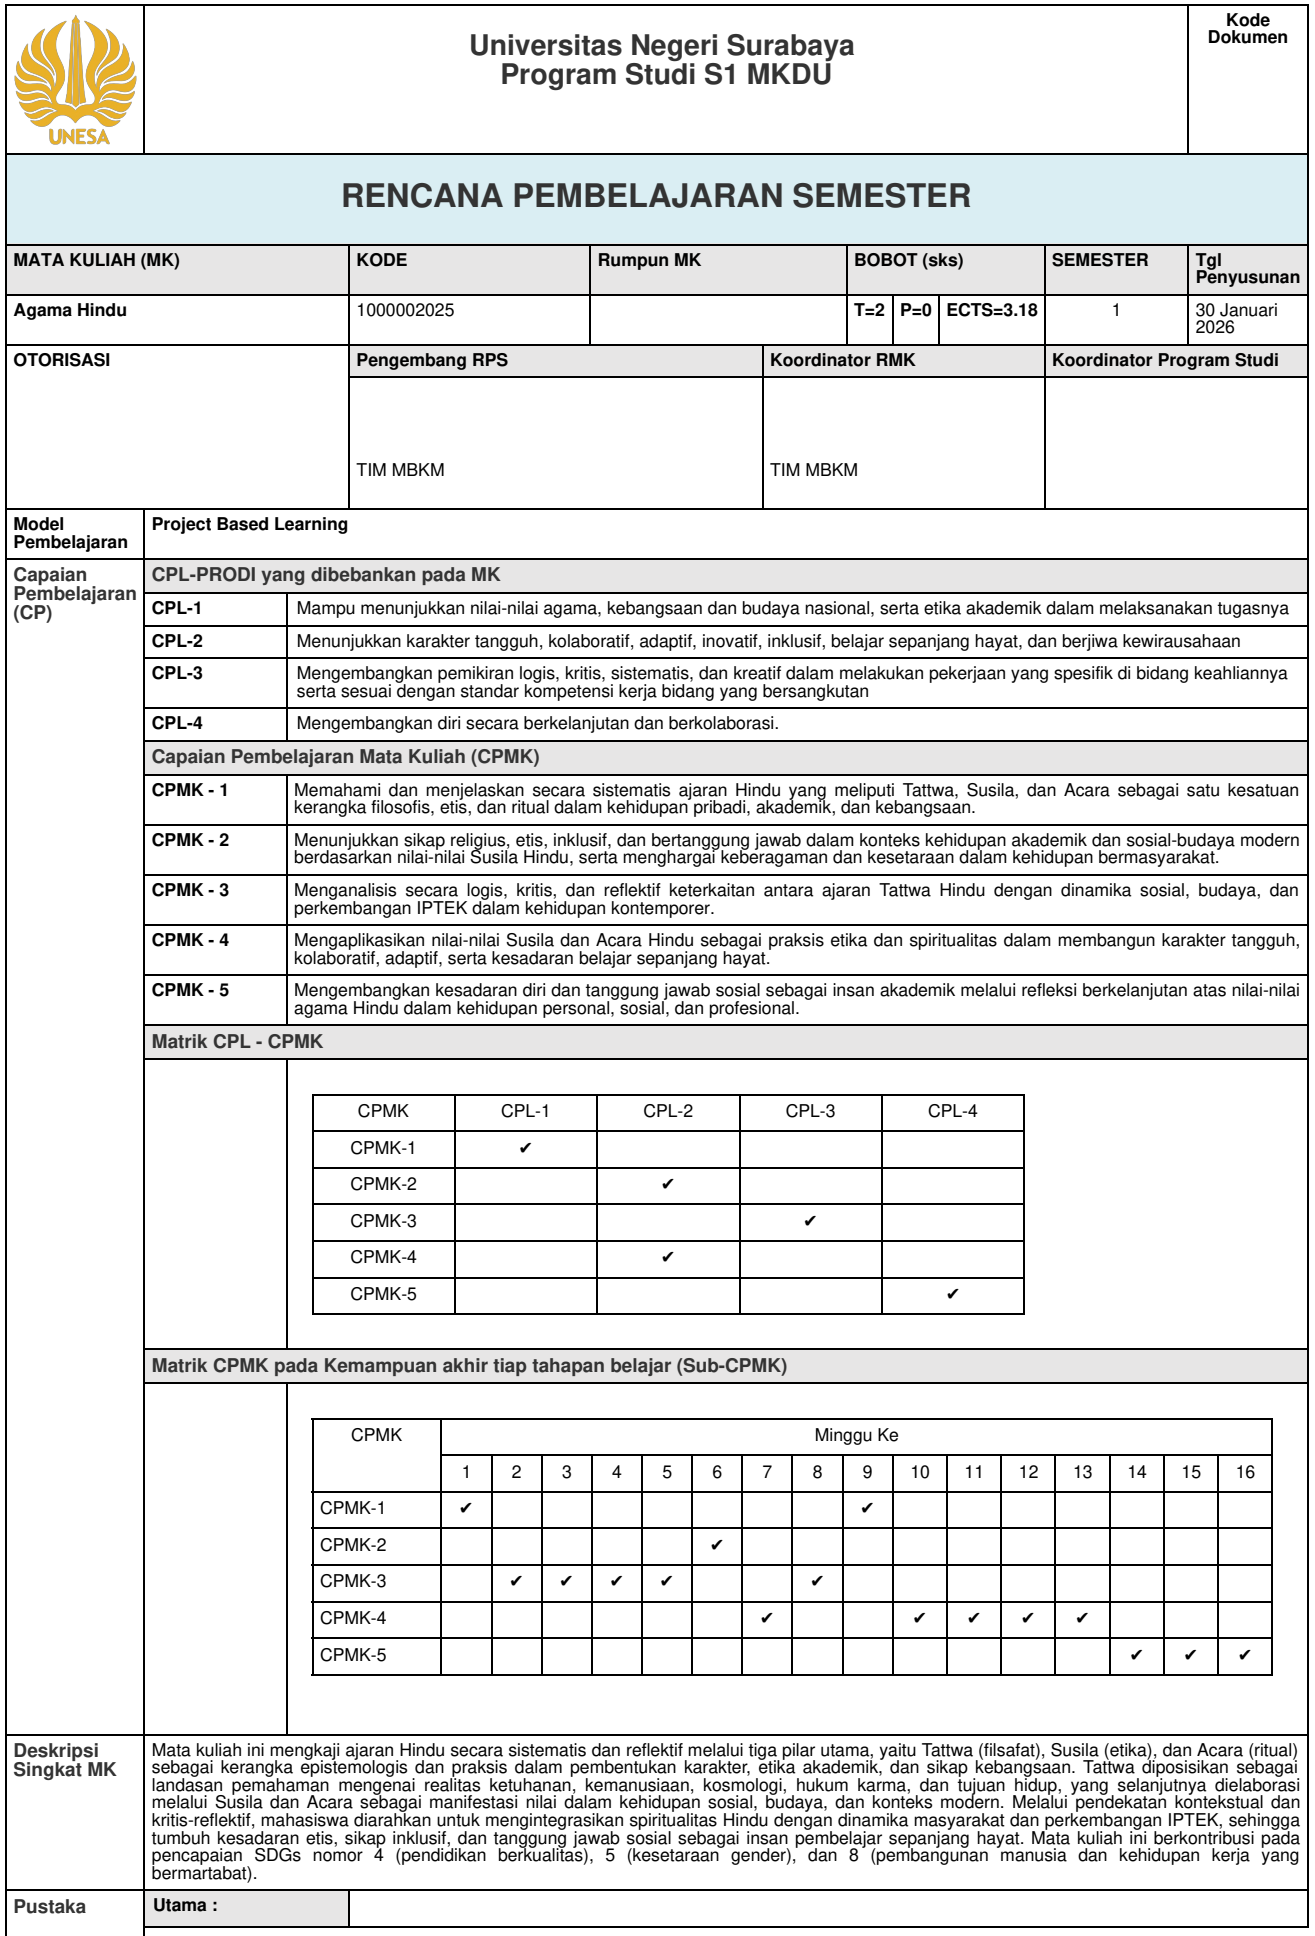 UNESA
Universitas Negeri Surabaya
Program Studi S1 MKDU
Kode
Dokumen
RENCANA PEMBELAJARAN SEMESTER
MATA KULIAH (MK) KODE Rumpun MK BOBOT (sks) SEMESTER Tgl
Penyusunan
Agama Hindu 1000002025 T=2 P=0 ECTS=3.18 1 30 Januari
2026
OTORISASI Pengembang RPS Koordinator RMK Koordinator Program Studi
TIM MBKM TIM MBKM
Model
Pembelajaran
Project Based Learning
Capaian
Pembelajaran
(CP)
CPL-PRODI yang dibebankan pada MK
CPL-1 Mampu menunjukkan nilai-nilai agama, kebangsaan dan budaya nasional, serta etika akademik dalam melaksanakan tugasnya
CPL-2 Menunjukkan karakter tangguh, kolaboratif, adaptif, inovatif, inklusif, belajar sepanjang hayat, dan berjiwa kewirausahaan
CPL-3 Mengembangkan pemikiran logis, kritis, sistematis, dan kreatif dalam melakukan pekerjaan yang spesifik di bidang keahliannya
serta sesuai dengan standar kompetensi kerja bidang yang bersangkutan
CPL-4 Mengembangkan diri secara berkelanjutan dan berkolaborasi.
Capaian Pembelajaran Mata Kuliah (CPMK)
CPMK - 1 Memahami dan menjelaskan secara sistematis ajaran Hindu yang meliputi Tattwa, Susila, dan Acara sebagai satu kesatuan
kerangka filosofis, etis, dan ritual dalam kehidupan pribadi, akademik, dan kebangsaan.
CPMK - 2 Menunjukkan sikap religius, etis, inklusif, dan bertanggung jawab dalam konteks kehidupan akademik dan sosial-budaya modern
berdasarkan nilai-nilai Susila Hindu, serta menghargai keberagaman dan kesetaraan dalam kehidupan bermasyarakat.
CPMK - 3 Menganalisis secara logis, kritis, dan reflektif keterkaitan antara ajaran Tattwa Hindu dengan dinamika sosial, budaya, dan
perkembangan IPTEK dalam kehidupan kontemporer.
CPMK - 4 Mengaplikasikan nilai-nilai Susila dan Acara Hindu sebagai praksis etika dan spiritualitas dalam membangun karakter tangguh,
kolaboratif, adaptif, serta kesadaran belajar sepanjang hayat.
CPMK - 5 Mengembangkan kesadaran diri dan tanggung jawab sosial sebagai insan akademik melalui refleksi berkelanjutan atas nilai-nilai
agama Hindu dalam kehidupan personal, sosial, dan profesional.
Matrik CPL - CPMK
CPMK CPL-1 CPL-2 CPL-3 CPL-4
CPMK-1 ✔
CPMK-2 ✔
CPMK-3 ✔
CPMK-4 ✔
CPMK-5 ✔
Matrik CPMK pada Kemampuan akhir tiap tahapan belajar (Sub-CPMK)
CPMK Minggu Ke
1 2 3 4 5 6 7 8 9 10 11 12 13 14 15 16
CPMK-1 ✔ ✔
CPMK-2 ✔
CPMK-3 ✔ ✔ ✔ ✔ ✔
CPMK-4 ✔ ✔ ✔ ✔ ✔
CPMK-5 ✔ ✔ ✔
Deskripsi
Singkat MK
Mata kuliah ini mengkaji ajaran Hindu secara sistematis dan reflektif melalui tiga pilar utama, yaitu Tattwa (filsafat), Susila (etika), dan Acara (ritual)
sebagai kerangka epistemologis dan praksis dalam pembentukan karakter, etika akademik, dan sikap kebangsaan. Tattwa diposisikan sebagai
landasan pemahaman mengenai realitas ketuhanan, kemanusiaan, kosmologi, hukum karma, dan tujuan hidup, yang selanjutnya dielaborasi
melalui Susila dan Acara sebagai manifestasi nilai dalam kehidupan sosial, budaya, dan konteks modern. Melalui pendekatan kontekstual dan
kritis-reflektif, mahasiswa diarahkan untuk mengintegrasikan spiritualitas Hindu dengan dinamika masyarakat dan perkembangan IPTEK, sehingga
tumbuh kesadaran etis, sikap inklusif, dan tanggung jawab sosial sebagai insan pembelajar sepanjang hayat. Mata kuliah ini berkontribusi pada
pencapaian SDGs nomor 4 (pendidikan berkualitas), 5 (kesetaraan gender), dan 8 (pembangunan manusia dan kehidupan kerja yang
bermartabat).
Pustaka Utama :